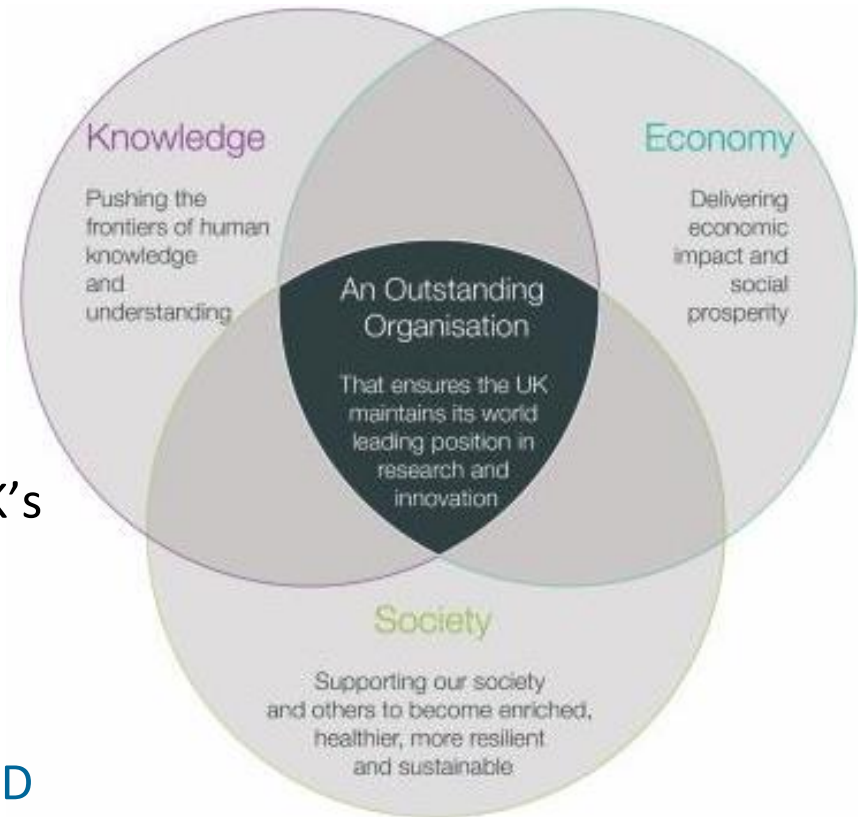 Knowledge
Pushing the
frontiers of human
knowledge
and
understanding
Economy
Delivering
economic
impact and
social
prosperity
An Outstanding
Organisation
That ensures the UK
maintains its world
leading position in
research and
innovation
K’s
Society
Supporting our society
and others to become enriched,
healthier, more resilient
and sustainable
D